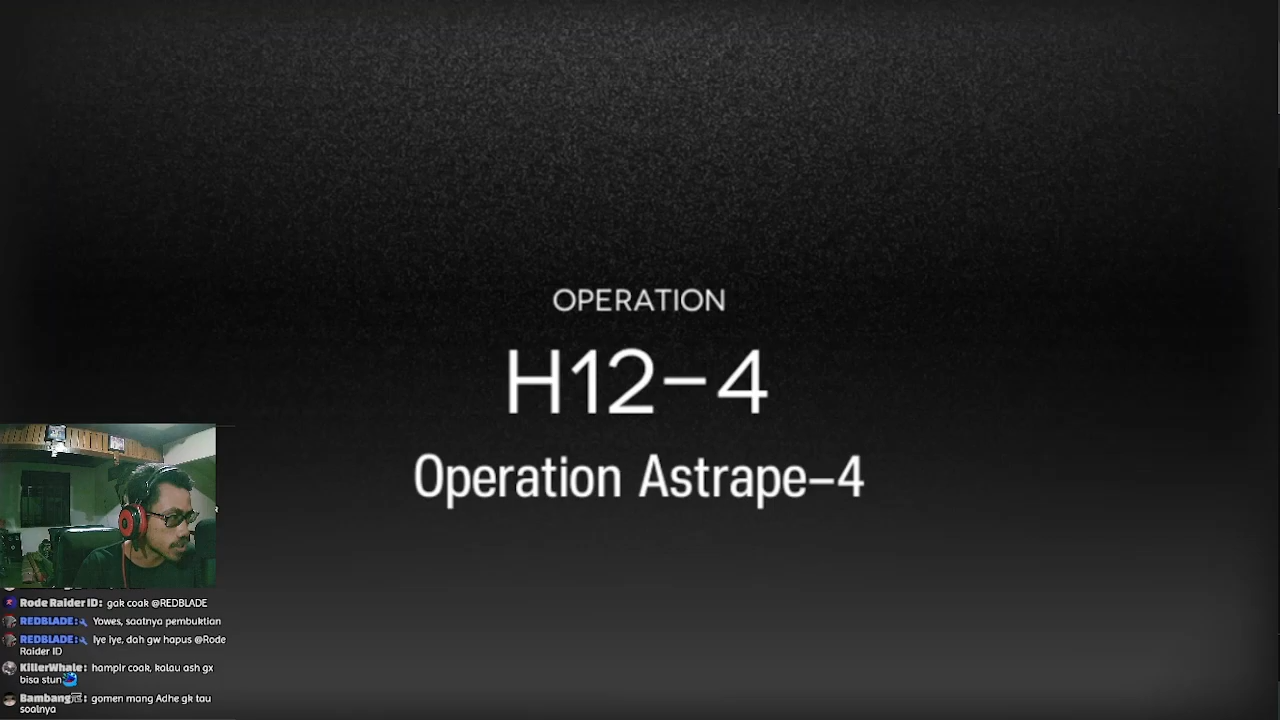 OPERATION
H12-4
Operation Astrape-4
Rode Raider ID: gak coak @REDBLADE
REDBLADE: Yowes, saatnya pembuktian
REDBLADE: Iye Iye, dah gw hapus @Rode
Raider ID
KillerWhale: hampir coak, kalau ash gx
bisa stun
Bambang: gomen mang Adhe gk tau
soalnya